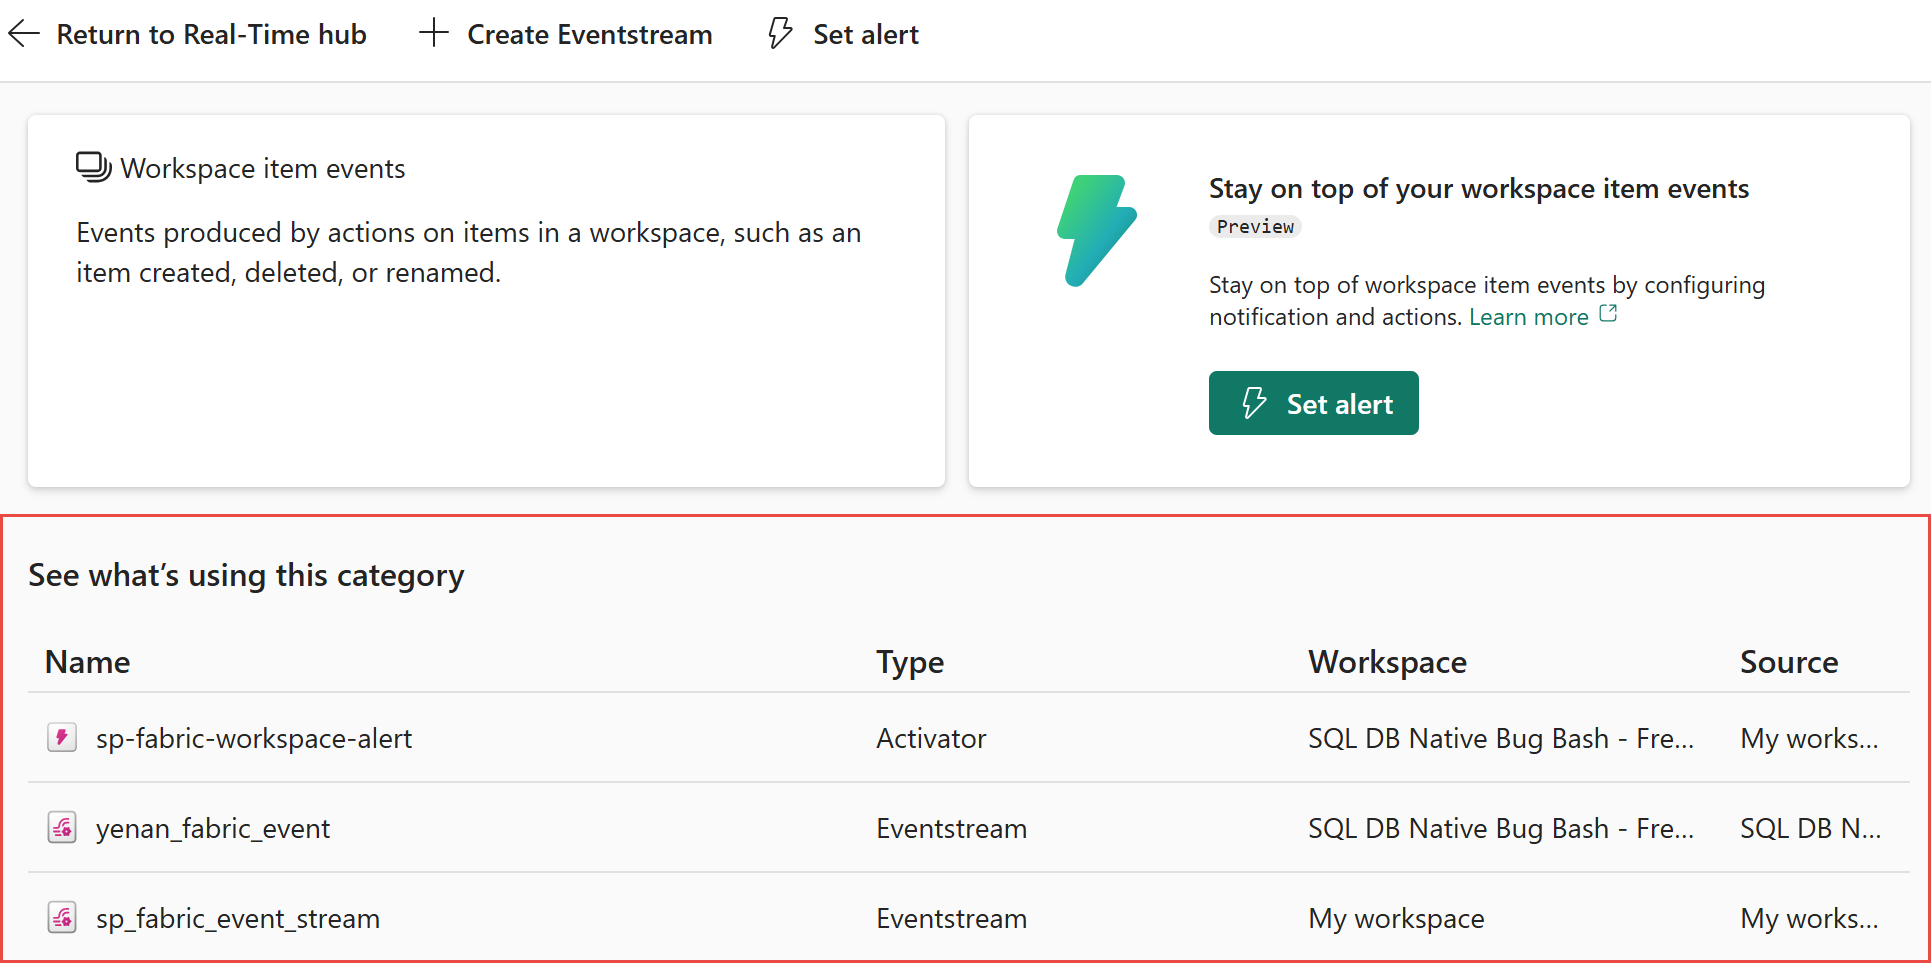 Return to Real-Time hub Create Eventstream Set alert
Workspace item events
Events produced by actions on items in a workspace, such as an
item created, deleted, or renamed.
Stay on top of your workspace item events
Preview
Stay on top of workspace item events by configuring
notification and actions. Learn more
Set alert
See what’s using this category
Name Type Workspace Source
sp-fabric-workspace-alert Activator SQL DB Native Bug Bash - Fre... My works...
yenan_fabric_event Eventstream SQL DB Native Bug Bash - Fre... SQL DB N...
sp_fabric_event_stream Eventstream My workspace My works...